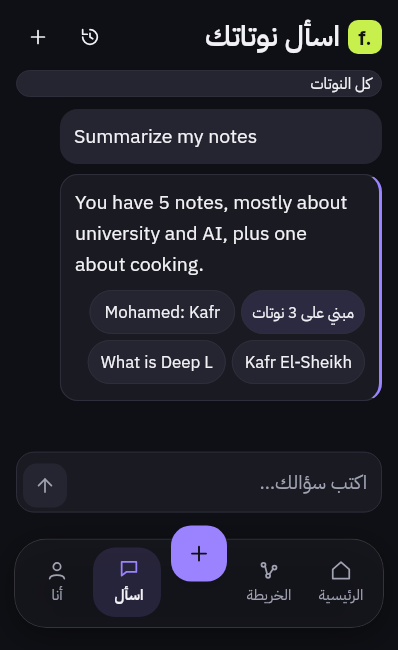 f.
اسأل نوتاتك
كل النوتات
Summarize my notes
You have 5 notes, mostly about
university and AI, plus one
about cooking.
مبني على 3 نوتات
Mohamed: Kafr
Kafr El-Sheikh
What is Deep L
اكتب سؤالك...
الرئيسية
الخريطة
+
اسأل
أنا